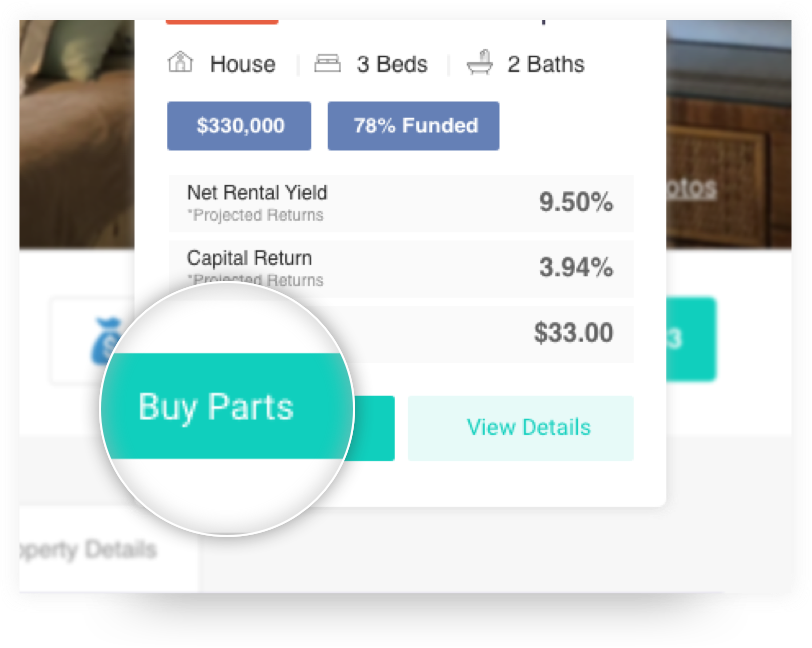 House
3 Beds
2 Baths
$330,000
78% Funded
Net Rental Yield
*Projected Returns
9.50%
otos
Capital Return
*Projected Returns
3.94%
$33.00
3
Buy Parts
View Details
operty Details